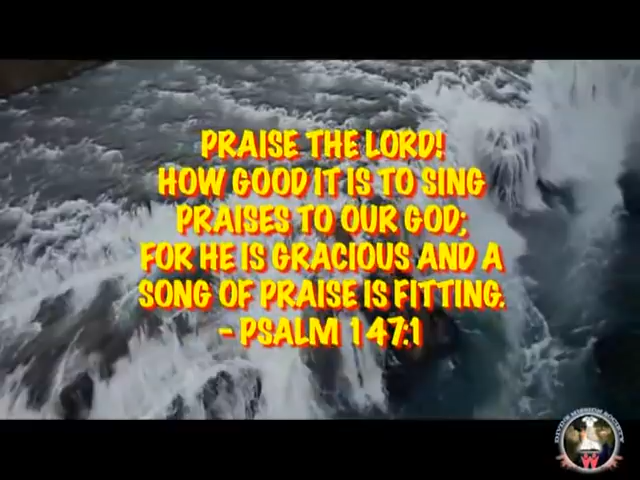 PRAISE THE LORD!
HOW GOOD IT IS TO SING
PRAISES TO OUR GOD;
FOR HE IS GRACIOUS AND A
SONG OF PRAISE IS FITTING.
- PSALM 147:1